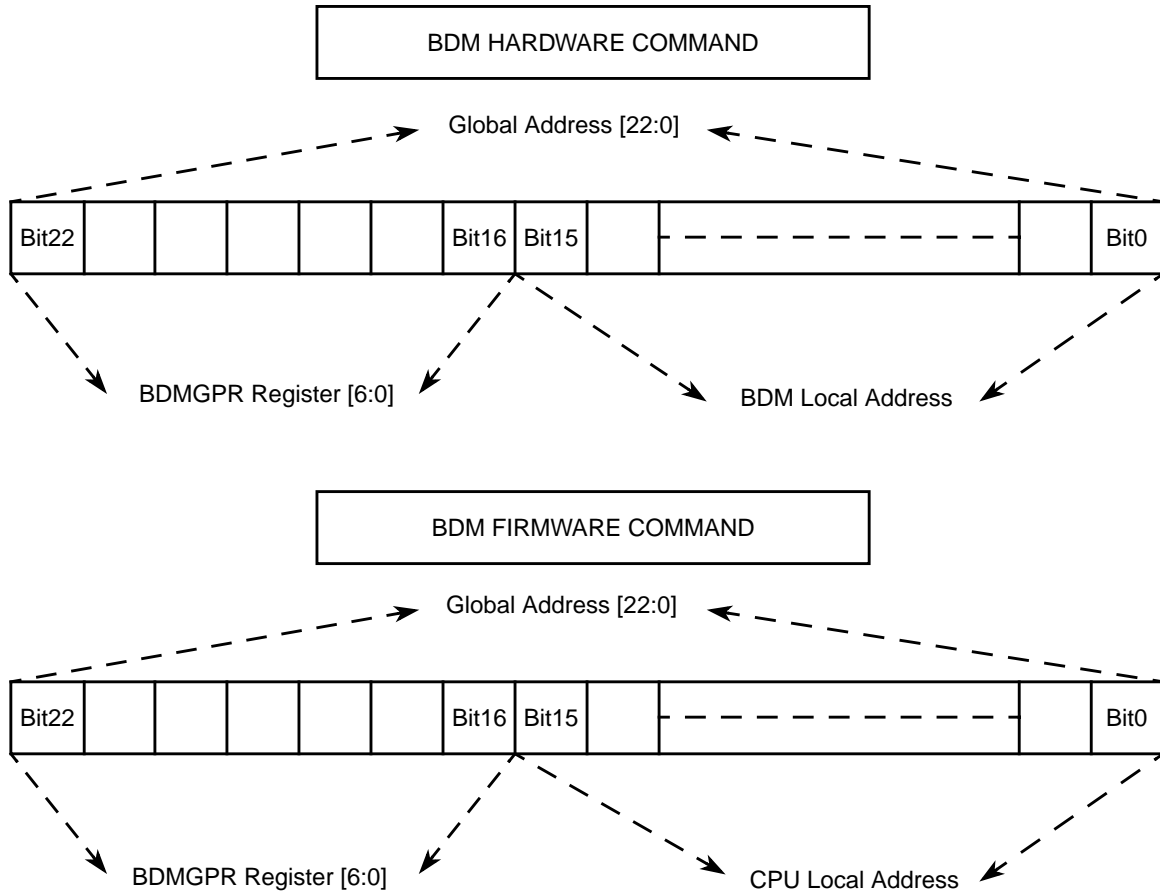 BDM HARDWARE COMMAND
Global Address [22:0]
Bit22 Bit16 Bit15 Bit0
BDMGPR Register [6:0] BDM Local Address
BDM FIRMWARE COMMAND
Global Address [22:0]
Bit22 Bit16 Bit15 Bit0
BDMGPR Register [6:0] CPU Local Address